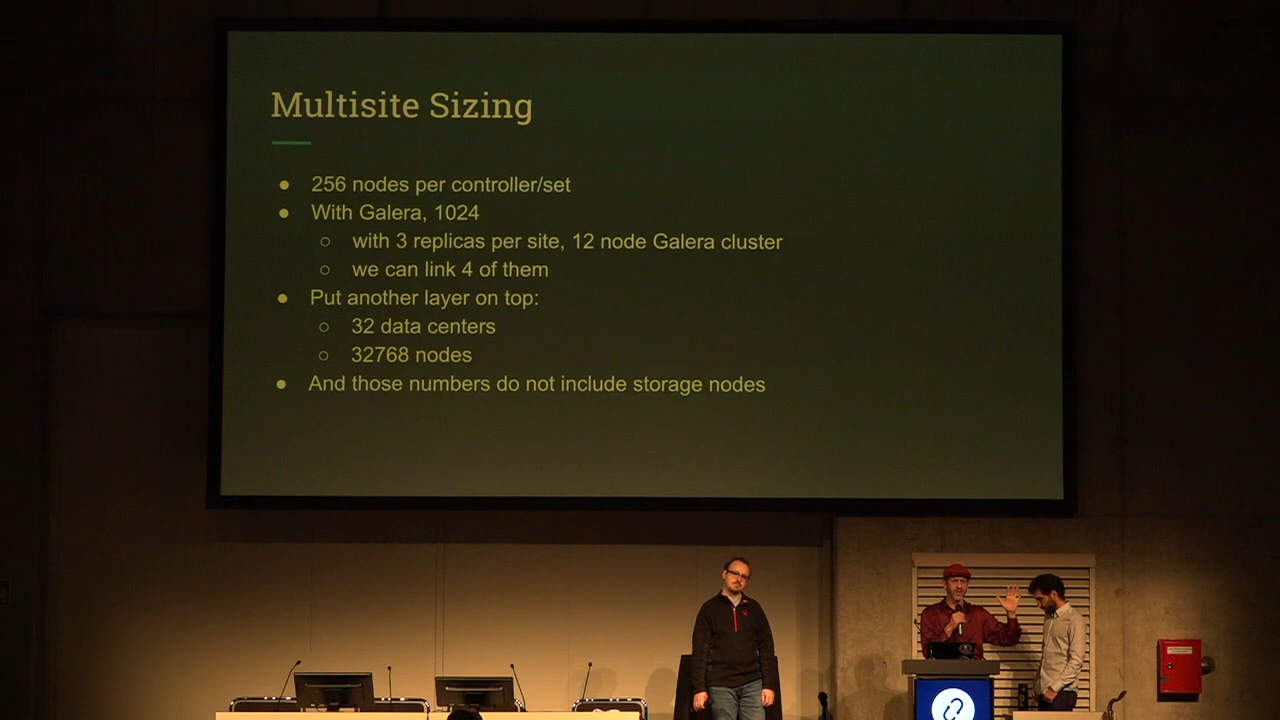 Multisite Sizing
● 256 nodes per controller/set
● With Galera, 1024
○ with 3 replicas per site, 12 node Galera cluster
○ we can link 4 of them
● Put another layer on top:
○ 32 data centers
○ 32768 nodes
● And those numbers do not include storage nodes